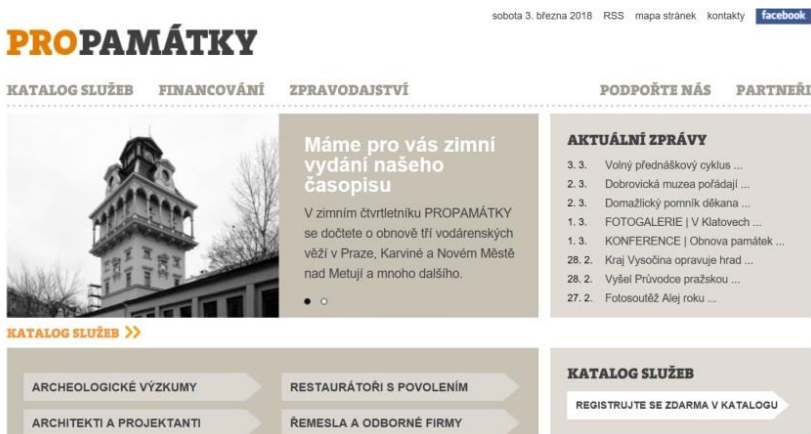 sobota 3. března 2018 RSS mapa stránek kontakty facebook
PROPAMÁTKY
KATALOG SLUŽEB FINANCOVÁNÍ ZPRAVODAJSTVÍ PODPOŘTE NÁS PARTNEŘI
Máme pro vás zimní
vydání našeho
časopisu
V zimním čtvrtletníku PROPAMÁTKY
se dočtete o obnově tří vodárenských
věží v Praze, Karviné a Novém Městě
nad Metují a mnoho dalšího.
AKTUÁLNÍ ZPRÁVY
3. 3. Volný přednáškový cyklus ...
2. 3. Dobrovická muzea pořádají ...
2. 3. Domažlický pomník děkana ...
1. 3. FOTOGALERIE | V Klatovech ...
1. 3. KONFERENCE | Obnova památek ...
28. 2. Kraj Vysočina opravuje hrad ...
28. 2. Vyšel Průvodce pražskou ...
27. 2. Fotosoutěž Alej roku ...
KATALOG SLUŽEB
ARCHEOLOGICKÉ VÝZKUMY RESTAURÁTOŘI S POVOLENÍM
ARCHITEKTI A PROJEKTANTI ŘEMESLA A ODBORNÉ FIRMY
KATALOG SLUŽEB
REGISTRUJTE SE ZDARMA V KATALOGU